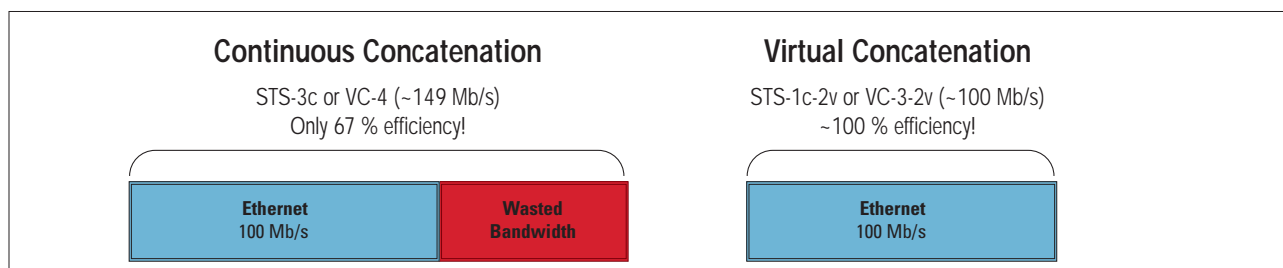 Continuous Concatenation
STS-3c or VC-4 (~149 Mb/s)
Only 67 % efficiency!
Ethernet
100 Mb/s
Wasted
Bandwidth
Virtual Concatenation
STS-1c-2v or VC-3-2v (~100 Mb/s)
~100 % efficiency!
Ethernet
100 Mb/s